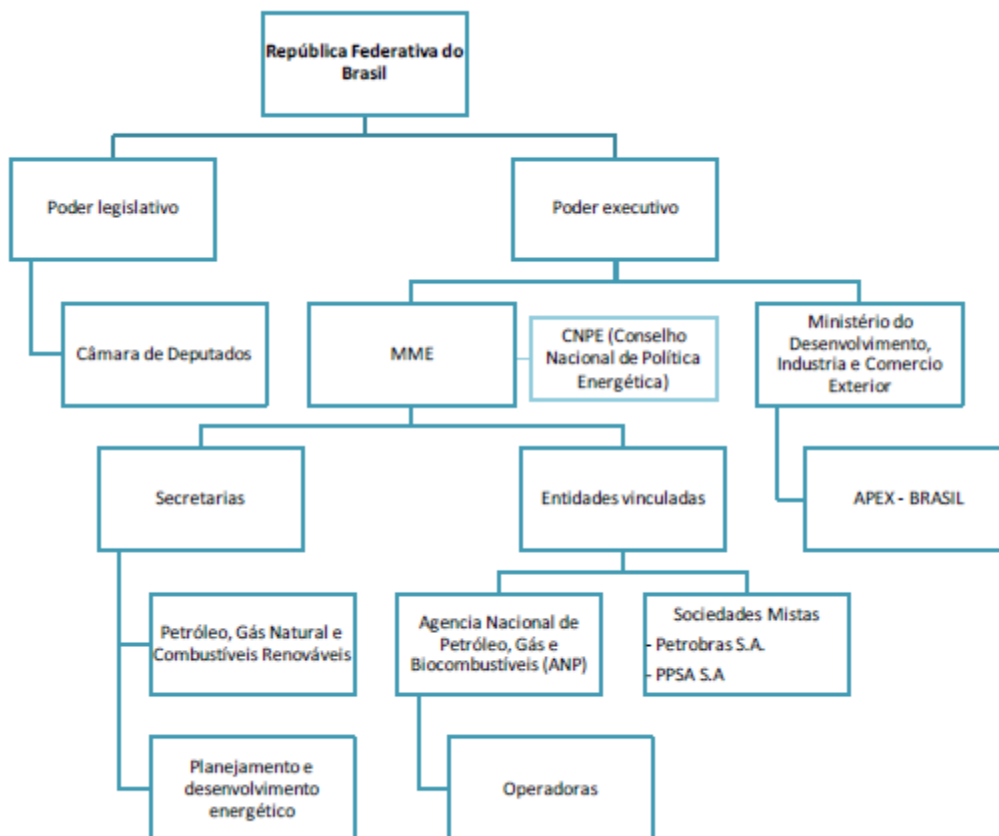 República Federativa do
Brasil
Poder legislativo
Poder executivo
Câmara de Deputados
MME
CNPE (Conselho
Nacional de Política
Energética)
Ministério do
Desenvolvimento,
Industria e Comercio
Exterior
Secretarias
Entidades vinculadas
APEX - BRASIL
Petróleo, Gás Natural e
Combustíveis Renováveis
Agencia Nacional de
Petróleo, Gás e
Biocombustíveis (ANP)
Sociedades Mistas
- Petrobras S.A.
- PPSA S.A
Planejamento e
desenvolvimento
energético
Operadoras